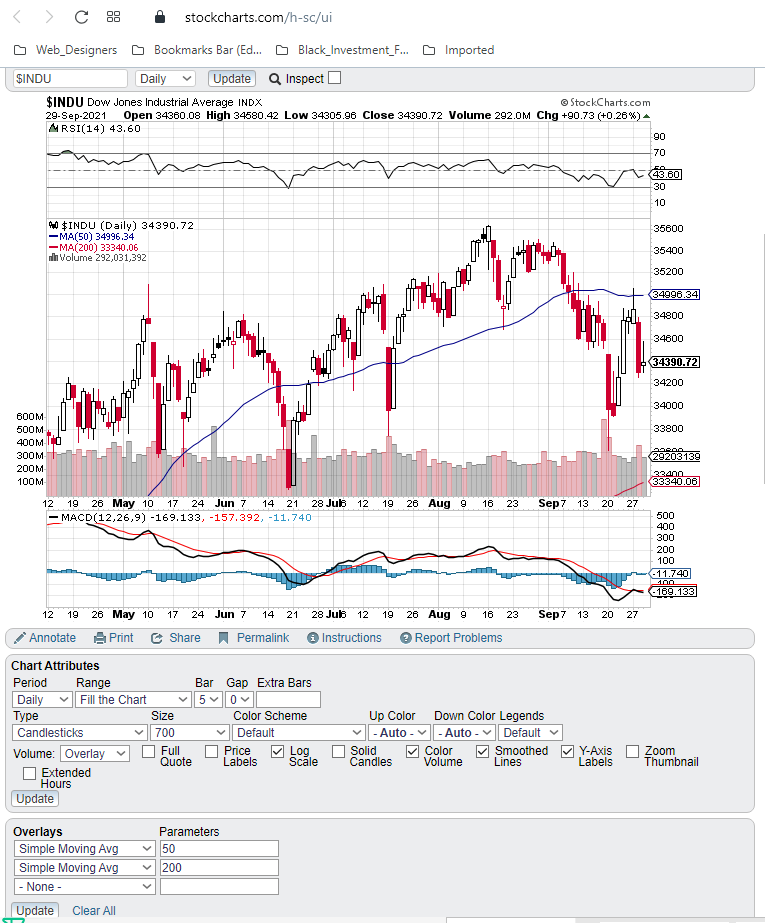 stockcharts.com/h-sc/ui
Web_Designers Bookmarks Bar (Ed... Black_Investment_F... Imported
$INDU Daily Update Inspect
$INDU Dow Jones Industrial Average INDX © StockCharts.com
29-Sep-2021 Open 34360.08 High 34580.42 Low 34305.96 Close 34390.72 Volume 292.0M Chg +90.73 (+0.26%)
RSI(14) 43.60
90
70
50
43.60
30
10
$INDU (Daily) 34390.72
MA(50) 34996.34
MA(200) 33340.06
Volume 292,031,392
35600
35400
35200
34996.34
34800
34600
34390.72
34200
34000
33800
33600
29203139
33400
33340.06
600M
500M
400M
300M
200M
100M
12 19 26 May 10 17 24 Jun 7 14 21 28 Jul 6 12 19 26 Aug 9 16 23 Sep 7 13 20 27
MACD(12,26,9) -169.133, -157.392, -11.740
500
400
300
200
100
-11.740
-169.133
12 19 26 May 10 17 24 Jun 7 14 21 28 Jul 6 12 19 26 Aug 9 16 23 Sep 7 13 20 27
Annotate Print Share Permalink Instructions Report Problems
Chart Attributes
Period Range Bar Gap Extra Bars
Daily Fill the Chart 5 0
Type Size Color Scheme Up Color Down Color Legends
Candlesticks 700 Default - Auto - - Auto - Default
Volume: Overlay Full Quote Price Labels Log Scale Solid Candles Color Volume Smoothed Lines Y-Axis Labels Zoom Thumbnail
Extended Hours
Update
Overlays Parameters
Simple Moving Avg 50
Simple Moving Avg 200
- None -
Update Clear All